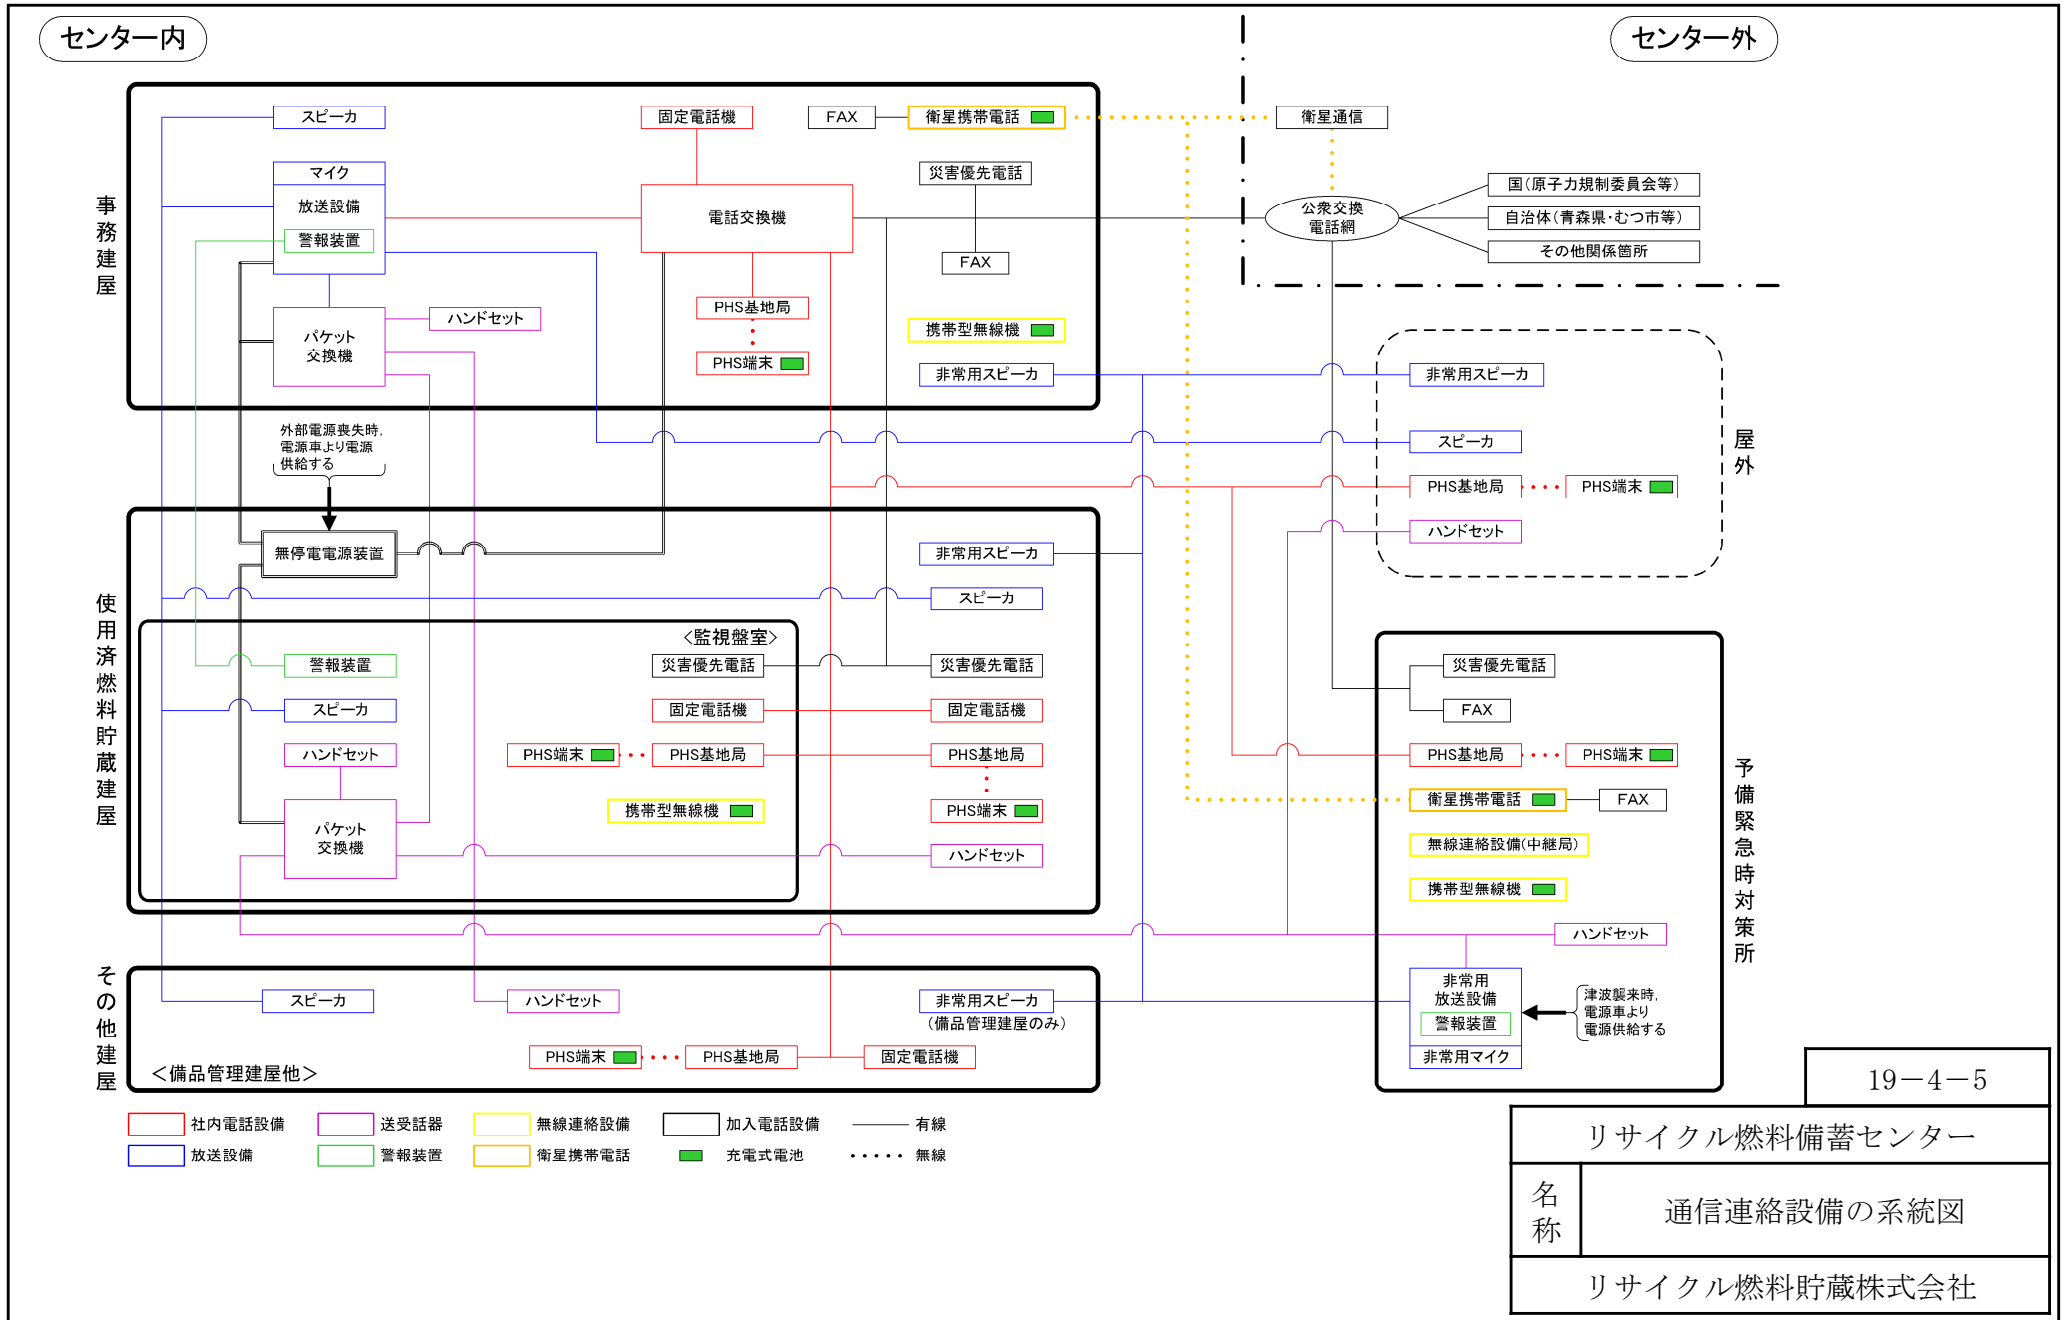 センター内
センター外
事務建屋
スピーカ
固定電話機
FAX
衛星携帯電話
衛星通信
マイク
放送設備
警報装置
電話交換機
災害優先電話
FAX
公衆交換
電話網
国(原子力規制委員会等)
自治体(青森県・むつ市等)
その他関係箇所
パケット
交換機
ハンドセット
PHS基地局
PHS端末
携帯型無線機
非常用スピーカ
外部電源喪失時,
電源車より電源
供給する
屋外
非常用スピーカ
スピーカ
PHS基地局
PHS端末
ハンドセット
使用済燃料貯蔵建屋
無停電電源装置
非常用スピーカ
スピーカ
<監視盤室>
警報装置
災害優先電話
災害優先電話
スピーカ
固定電話機
固定電話機
ハンドセット
PHS端末
PHS基地局
PHS基地局
携帯型無線機
PHS端末
パケット
交換機
ハンドセット
予備緊急時対策所
災害優先電話
FAX
PHS基地局
PHS端末
衛星携帯電話
FAX
無線連絡設備(中継局)
携帯型無線機
ハンドセット
非常用
放送設備
警報装置
非常用マイク
津波襲来時,
電源車より
電源供給する
その他建屋
スピーカ
ハンドセット
非常用スピーカ
(備品管理建屋のみ)
PHS端末
PHS基地局
固定電話機
<備品管理建屋他>
社内電話設備
送受話器
無線連絡設備
加入電話設備
有線
放送設備
警報装置
衛星携帯電話
充電式電池
無線
19-4-5
リサイクル燃料備蓄センター
名称
通信連絡設備の系統図
リサイクル燃料貯蔵株式会社